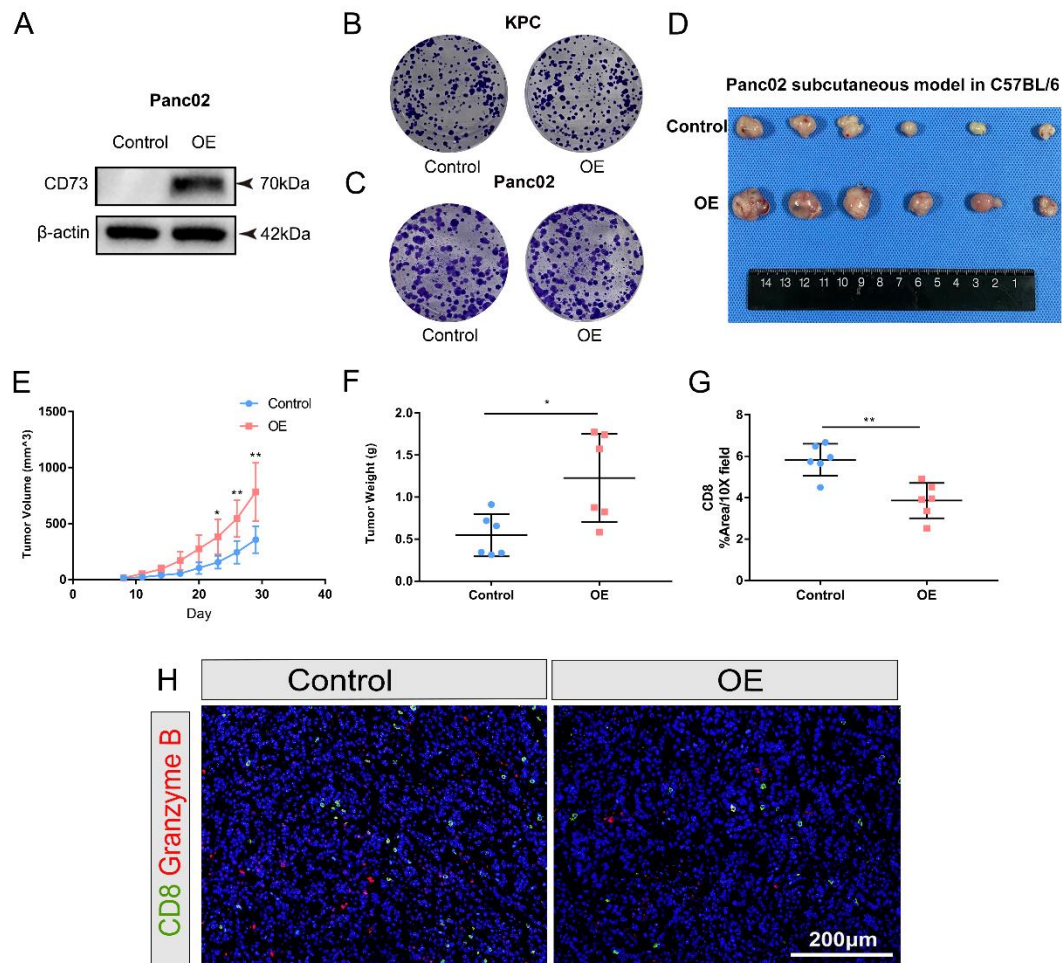 A
Panc02
Control OE
CD73 70kDa
β-actin 42kDa
B
KPC
Control OE
C
Panc02
Control OE
D
Panc02 subcutaneous model in C57BL/6
Control
OE
14 13 12 11 10 9 8 7 6 5 4 3 2 1
E
Control
OE
Tumor Volume (mm^3)
1500
1000
500
0
* ** **
0 10 20 30 40
Day
F
Tumor Weight (g)
2.0
1.5
1.0
0.5
0.0
*
Control OE
G
CD8
%Area/10X field
8
6
4
2
0
**
Control OE
H
Control OE
CD8 Granzyme B
200μm